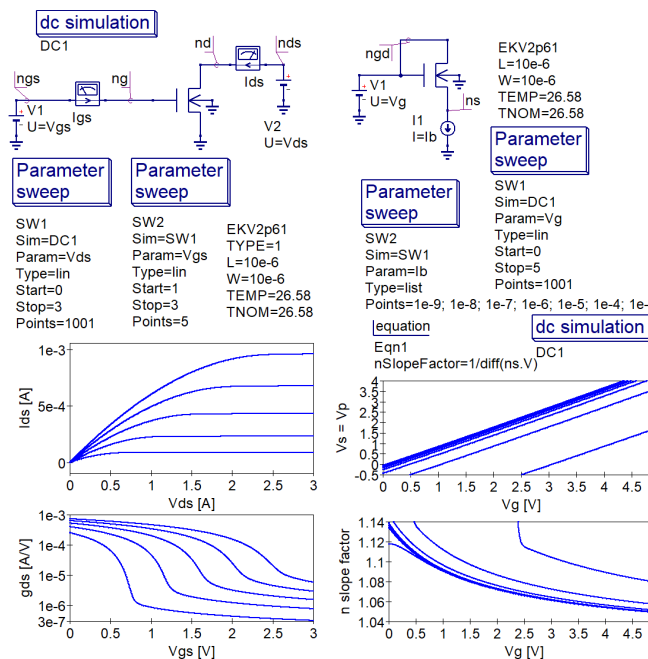 dc simulation
DC1
nd
nds
ngs
ng
Ids
Igs
V1
U=Vgs
V2
U=Vds
Parameter
sweep
SW1
Sim=DC1
Param=Vds
Type=lin
Start=0
Stop=3
Points=1001
Parameter
sweep
SW2
Sim=SW1
Param=Vgs
Type=lin
Start=1
Stop=3
Points=5
EKV2p61
TYPE=1
L=10e-6
W=10e-6
TEMP=26.58
TNOM=26.58
ngd
V1
U=Vg
ns
I1
I=Ib
EKV2p61
L=10e-6
W=10e-6
TEMP=26.58
TNOM=26.58
Parameter
sweep
SW1
Sim=DC1
Param=Vg
Type=lin
Start=0
Stop=5
Points=1001
Parameter
sweep
SW2
Sim=SW1
Param=Ib
Type=list
Points=1e-9; 1e-8; 1e-7; 1e-6; 1e-5; 1e-4; 1e-
equation
Eqn1
nSlopeFactor=1/diff(ns.V)
dc simulation
DC1
Ids [A]
1e-3
5e-4
0
0 0.5 1 1.5 2 2.5 3
Vds [A]
Vs = Vp
4
3.5
2.5
1.5
0.5
0
-0.5
0 0.5 1 1.5 2 2.5 3 3.5 4 4.5
Vg [V]
gds [A/V]
1e-3
1e-4
1e-5
1e-6
3e-7
0 0.5 1 1.5 2 2.5 3
Vgs [V]
n slope factor
1.14
1.12
1.1
1.08
1.06
1.04
0 0.5 1 1.5 2 2.5 3 3.5 4 4.5
Vg [V]